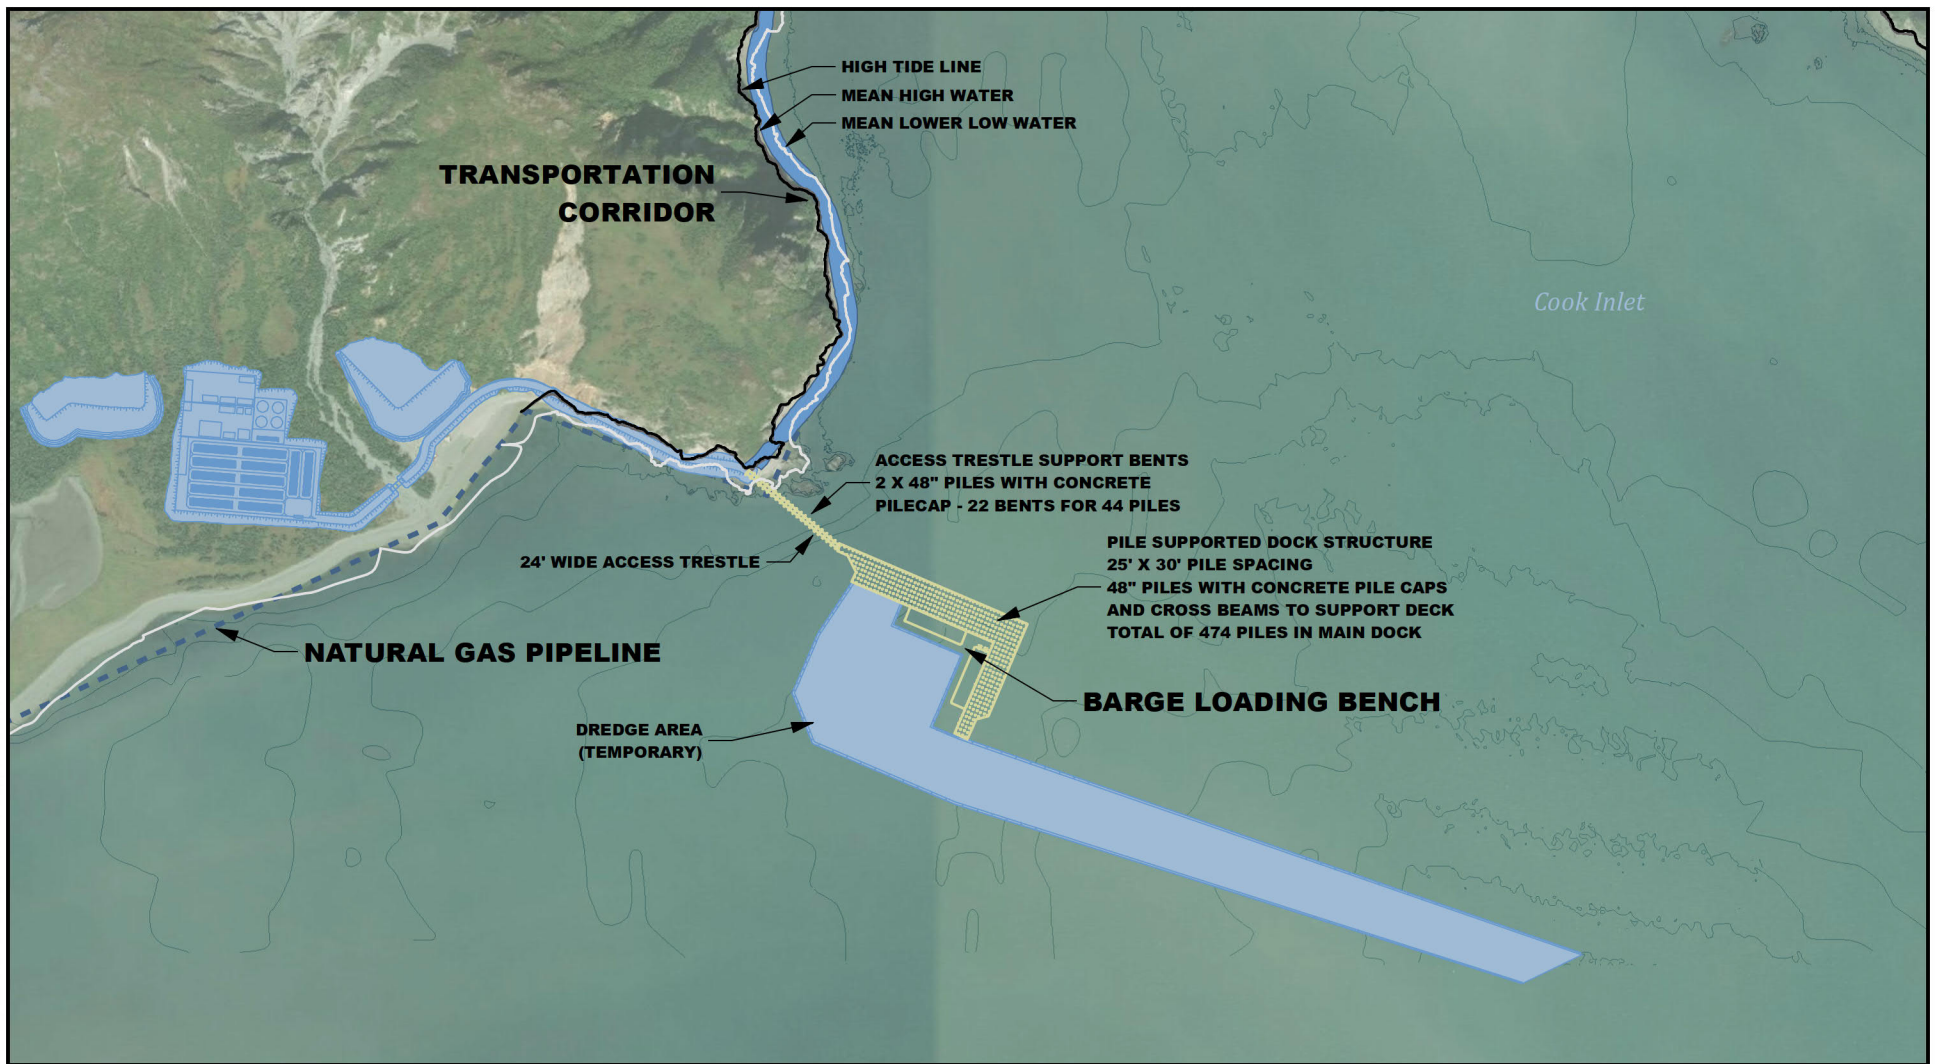 HIGH TIDE LINE
MEAN HIGH WATER
MEAN LOWER LOW WATER
TRANSPORTATION
CORRIDOR
Cook Inlet
ACCESS TRESTLE SUPPORT BENTS
2 X 48" PILES WITH CONCRETE
PILECAP - 22 BENTS FOR 44 PILES
24' WIDE ACCESS TRESTLE
PILE SUPPORTED DOCK STRUCTURE
25' X 30' PILE SPACING
48" PILES WITH CONCRETE PILE CAPS
AND CROSS BEAMS TO SUPPORT DECK
TOTAL OF 474 PILES IN MAIN DOCK
NATURAL GAS PIPELINE
BARGE LOADING BENCH
DREDGE AREA
(TEMPORARY)